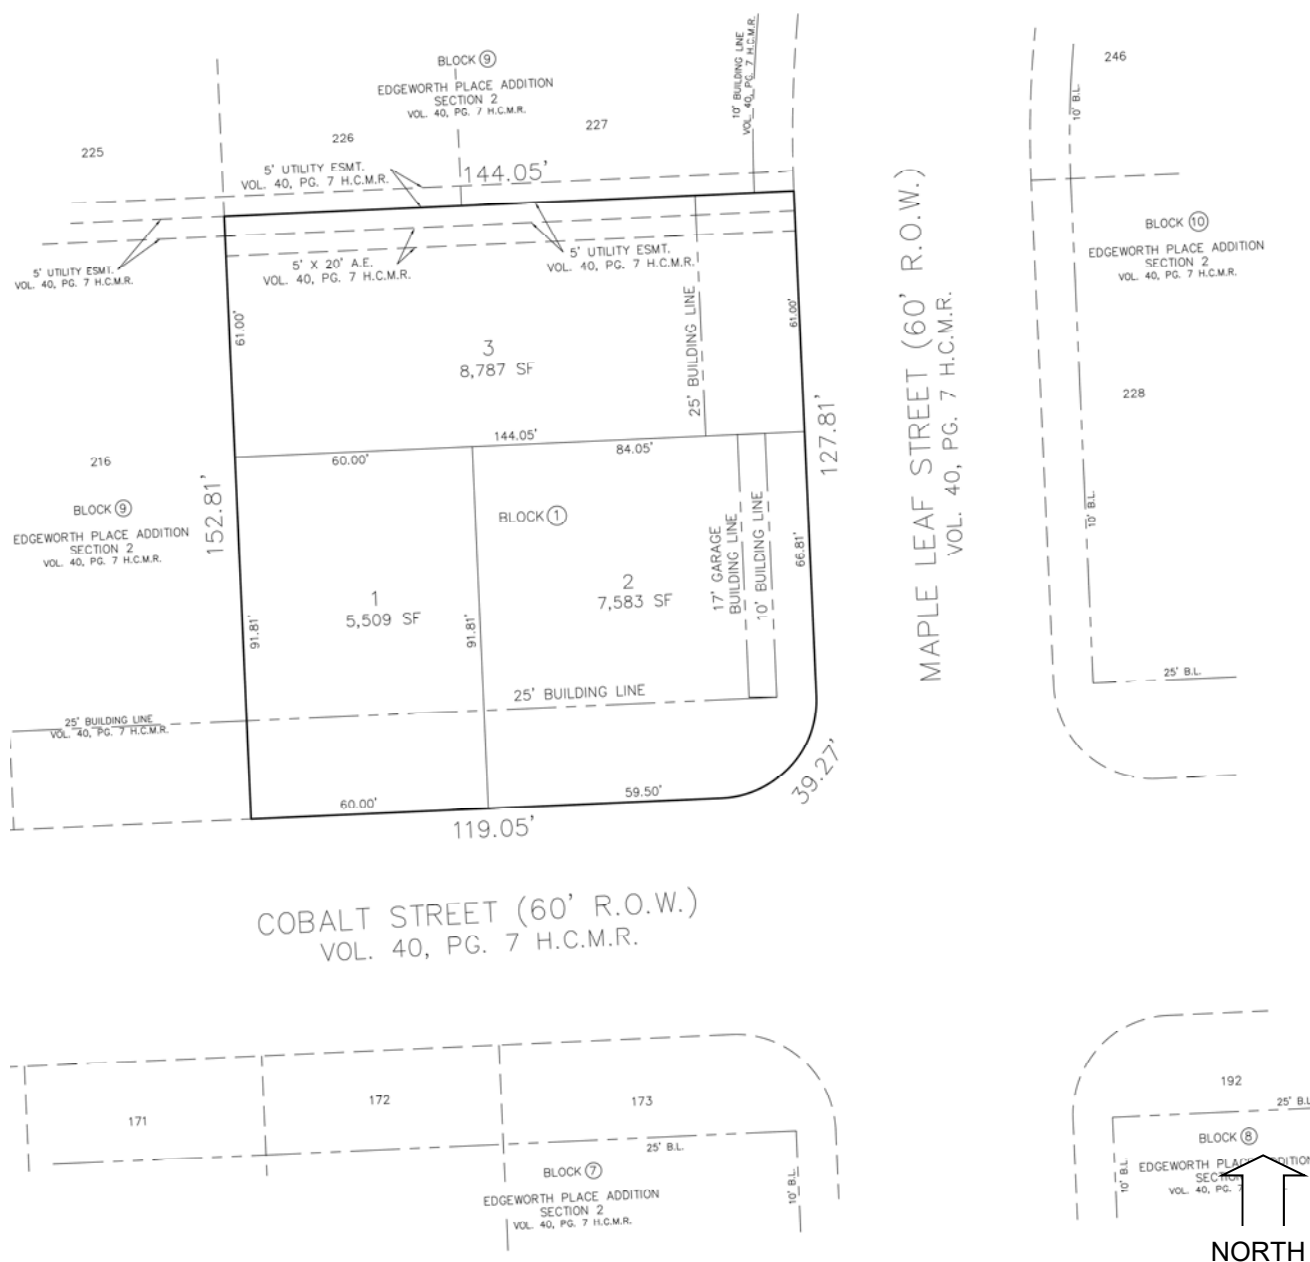 BLOCK 9
EDGEWORTH PLACE ADDITION
SECTION 2
VOL. 40, PG. 7 H.C.M.R.
10' BUILDING LINE
VOL. 40, PG. 7 H.C.M.R.
246
10' B.L.
225
226
227
5' UTILITY ESMT.
VOL. 40, PG. 7 H.C.M.R.
144.05'
5' UTILITY ESMT.
VOL. 40, PG. 7 H.C.M.R.
5' X 20' A.E.
VOL. 40, PG. 7 H.C.M.R.
5' UTILITY ESMT.
VOL. 40, PG. 7 H.C.M.R.
BLOCK 10
EDGEWORTH PLACE ADDITION
SECTION 2
VOL. 40, PG. 7 H.C.M.R.
61.00'
3
8,787 SF
25' BUILDING LINE
61.00'
MAPLE LEAF STREET (60' R.O.W.)
VOL. 40, PG. 7 H.C.M.R.
228
144.05'
60.00'
84.05'
127.81'
216
BLOCK 9
EDGEWORTH PLACE ADDITION
SECTION 2
VOL. 40, PG. 7 H.C.M.R.
152.81'
BLOCK 1
17' GARAGE
BUILDING LINE
10' BUILDING LINE
66.81'
10' B.L.
1
5,509 SF
2
7,583 SF
91.81'
91.81'
25' BUILDING LINE
25' B.L.
25' BUILDING LINE
VOL. 40, PG. 7 H.C.M.R.
60.00'
59.50'
39.27'
119.05'
COBALT STREET (60' R.O.W.)
VOL. 40, PG. 7 H.C.M.R.
171
172
173
25' B.L.
10' B.L.
BLOCK 7
EDGEWORTH PLACE ADDITION
SECTION 2
VOL. 40, PG. 7 H.C.M.R.
192
25' B.L
BLOCK 8
10' B.L.
EDGEWORTH
VOL. 40, PG. 7
NORTH